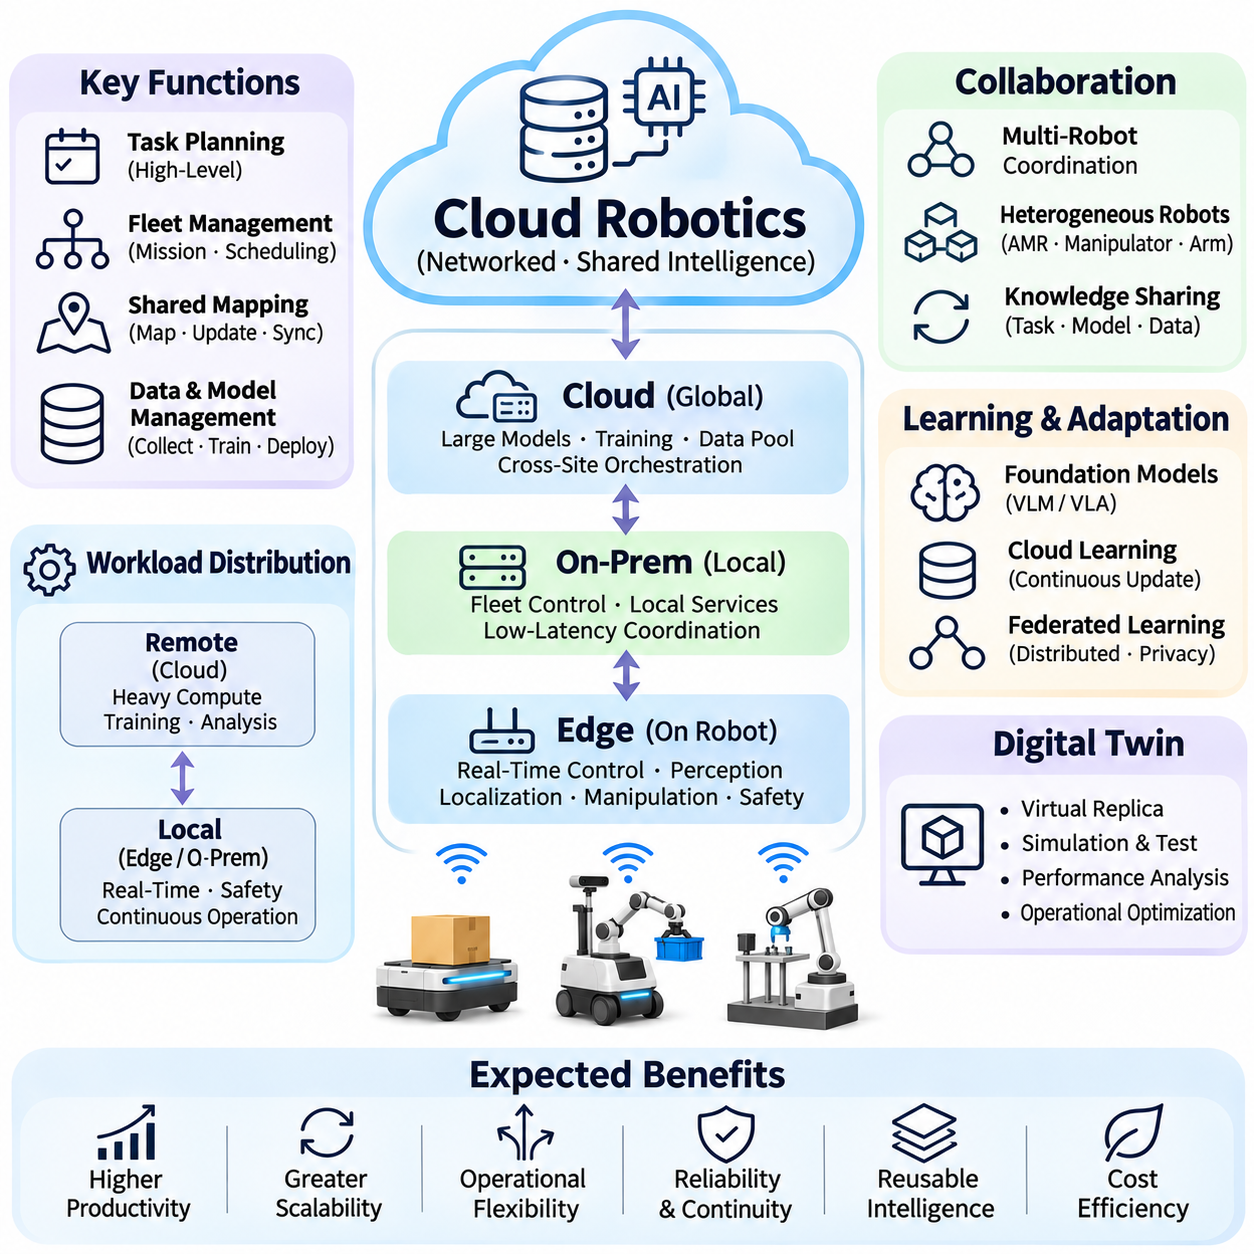 AI
Cloud Robotics
(Networked · Shared Intelligence)
Key Functions
Task Planning
(High-Level)
Fleet Management
(Mission · Scheduling)
Shared Mapping
(Map · Update · Sync)
Data & Model
Management
(Collect · Train · Deploy)
Workload Distribution
Remote
(Cloud)
Heavy Compute
Training · Analysis
Local
(Edge / O-Prem)
Real-Time · Safety
Continuous Operation
Cloud (Global)
Large Models · Training · Data Pool
Cross-Site Orchestration
On-Prem (Local)
Fleet Control · Local Services
Low-Latency Coordination
Edge (On Robot)
Real-Time Control · Perception
Localization · Manipulation · Safety
Collaboration
Multi-Robot
Coordination
Heterogeneous Robots
(AMR · Manipulator · Arm)
Knowledge Sharing
(Task · Model · Data)
Learning & Adaptation
Foundation Models
(VLM / VLA)
Cloud Learning
(Continuous Update)
Federated Learning
(Distributed · Privacy)
Digital Twin
• Virtual Replica
• Simulation & Test
• Performance Analysis
• Operational Optimization
Expected Benefits
Higher
Productivity
Greater
Scalability
Operational
Flexibility
Reliability
& Continuity
Reusable
Intelligence
Cost
Efficiency